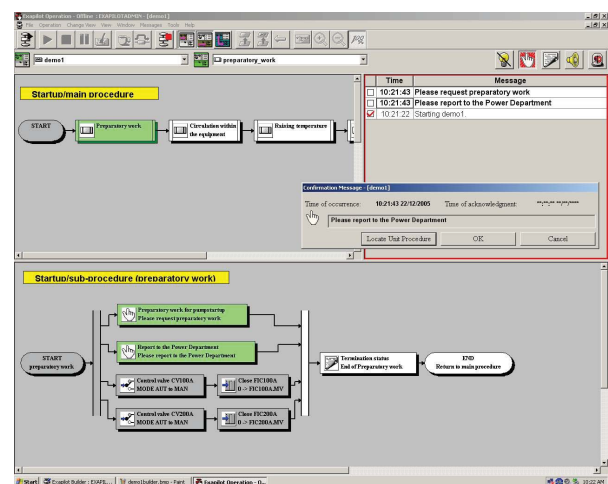 Exapilot Operation - Offline : EXAPILOTADMIN - [demo1]
File Operation Change View View Window Messages Tools Help
demo1
preparatory_work
Startup/main procedure
START
Preparatory work
Circulation within
the equipment
Raising temperature
Time Message
10:21:43 Please request preparatory work
10:21:43 Please report to the Power Department
10:21:22 Starting demo1.
Confirmation Message - [demo1]
Time of occurrence: 10:21:43 22/12/2005 Time of acknowledgment: **:**:** **/**/****
Please report to the Power Department
Locate Unit Procedure OK Cancel
Startup/sub-procedure (preparatory work)
START
preparatory work
Preparatory work for pump startup
Please request preparatory work
Report to the Power Department
Please report to the Power Department
Control valve CV100A
MODE AUT to MAN
Close FIC100A
0 -> FIC100A.MV
Control valve CV200A
MODE AUT to MAN
Close FIC200A
0 -> FIC200A.MV
Termination status
End of Preparatory work
END
Return to main procedure
Start Exapilot Builder : EXAPI... demo1builder.bmp - Paint Exapilot Operation - O... 10:22 AM